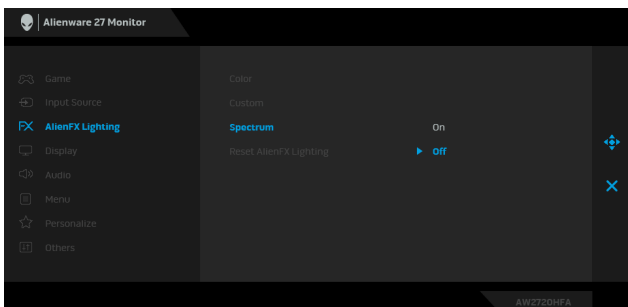 Alienware 27 Monitor
Game
Input Source
AlienFX Lighting
Display
Audio
Menu
Personalize
Others
Color
Custom
Spectrum On
Reset AlienFX Lighting Off
AW2720HFA